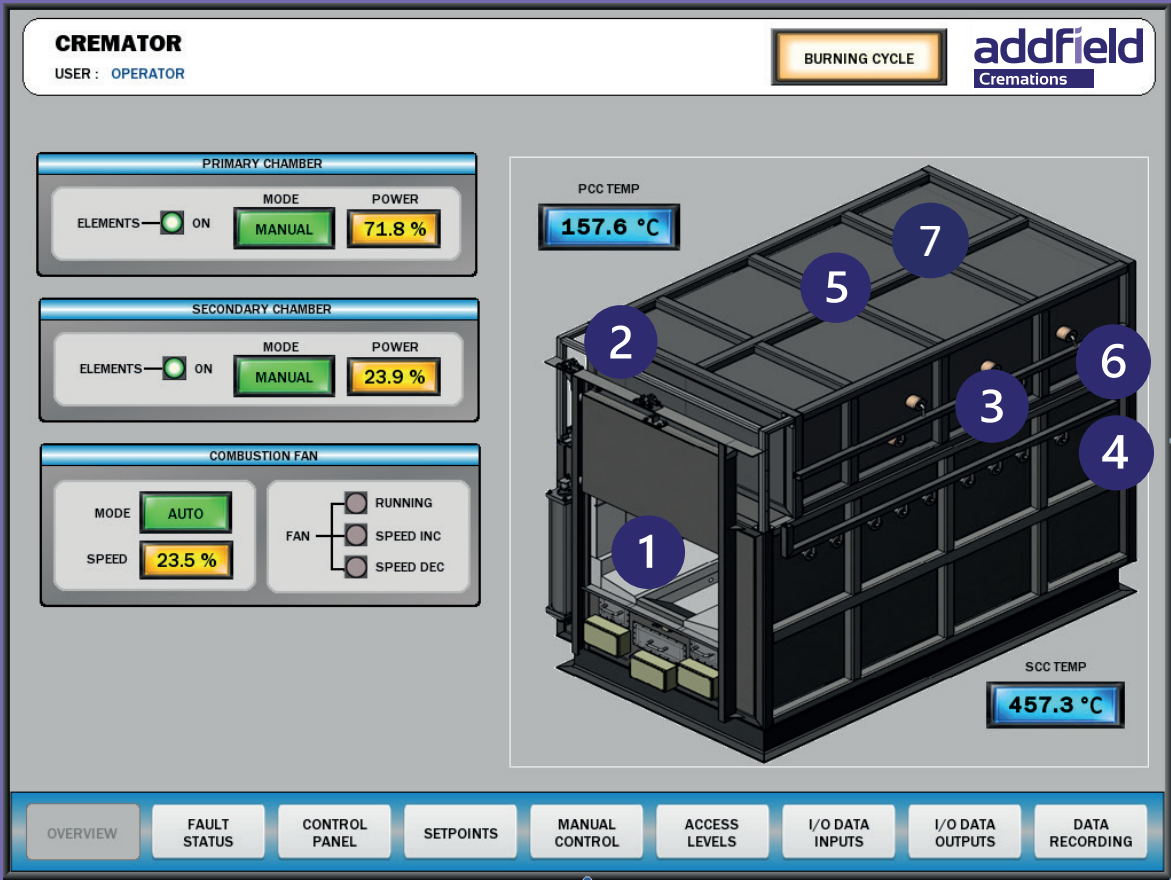 CREMATOR
USER : OPERATOR
BURNING CYCLE
addfield
Cremations
PRIMARY CHAMBER
ELEMENTS
ON
MODE
MANUAL
POWER
71.8 %
SECONDARY CHAMBER
ELEMENTS
ON
MODE
MANUAL
POWER
23.9 %
COMBUSTION FAN
MODE
AUTO
SPEED
23.5 %
FAN
RUNNING
SPEED INC
SPEED DEC
PCC TEMP
157.6 °C
7
5
2
6
3
4
1
SCC TEMP
457.3 °C
OVERVIEW
FAULT
STATUS
CONTROL
PANEL
SETPOINTS
MANUAL
CONTROL
ACCESS
LEVELS
I/O DATA
INPUTS
I/O DATA
OUTPUTS
DATA
RECORDING